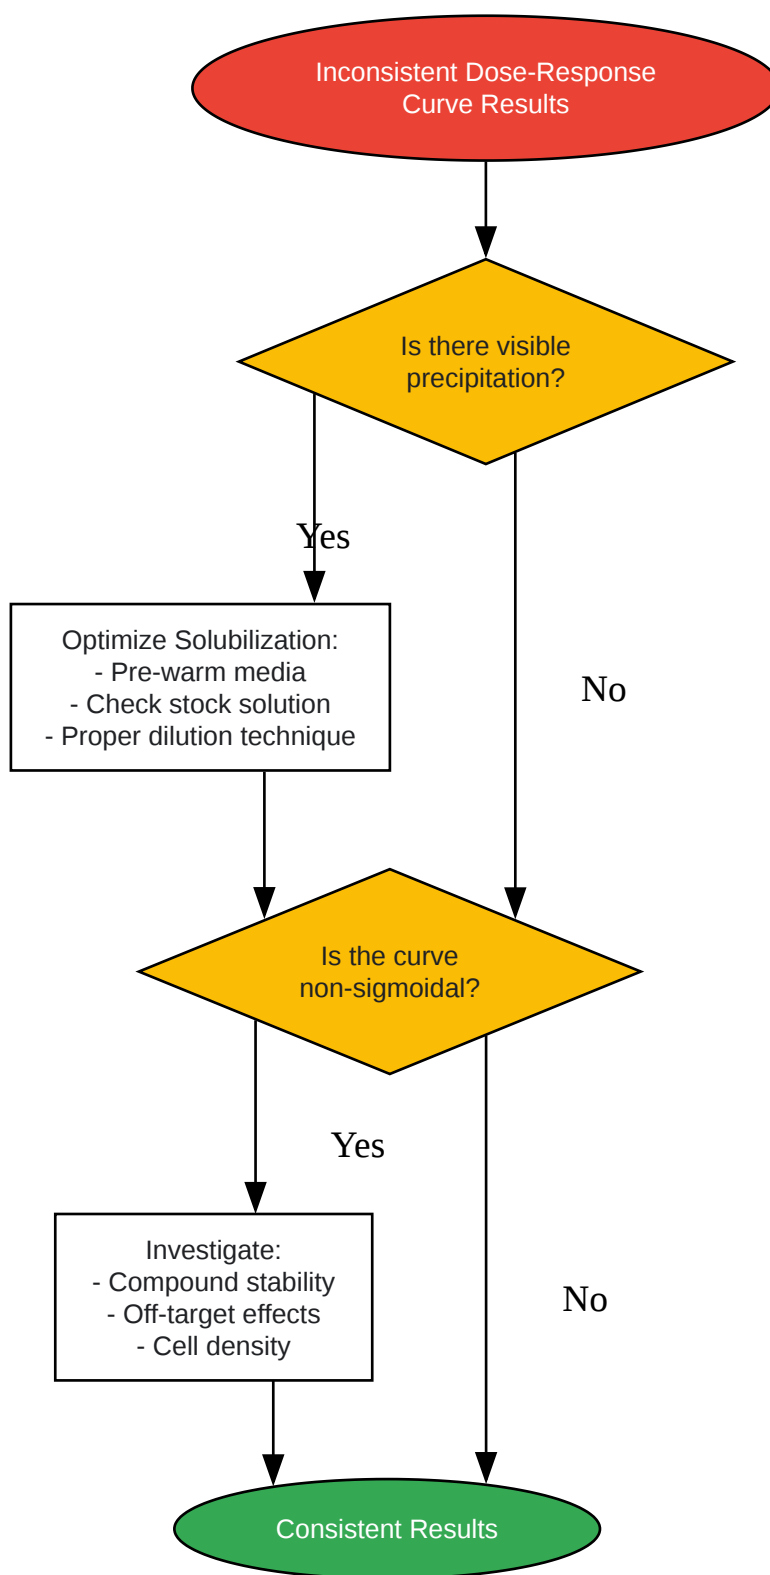 Inconsistent Dose-Response
Curve Results
Is there visible
precipitation?
Yes
Optimize Solubilization:
- Pre-warm media
- Check stock solution
- Proper dilution technique
No
Is the curve
non-sigmoidal?
Yes
Investigate:
- Compound stability
- Off-target effects
- Cell density
No
Consistent Results